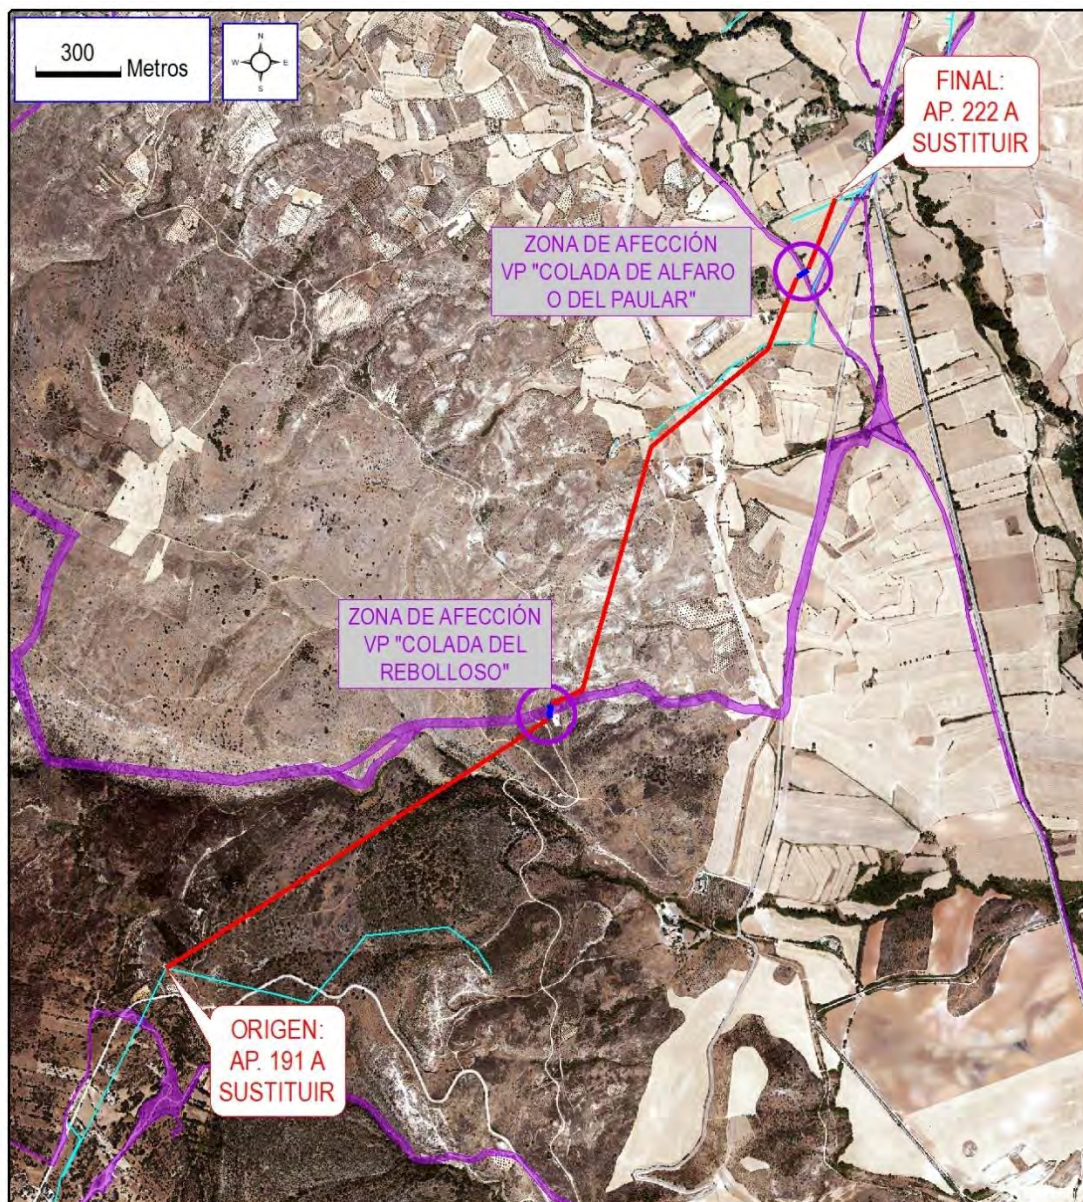 300
Metros
N
W
E
S
FINAL:
AP. 222 A
SUSTITUIR
ZONA DE AFECCIÓN
VP "COLADA DE ALFARO
O DEL PAULAR"
ZONA DE AFECCIÓN
VP "COLADA DEL
REBOLLOSO"
ORIGEN:
AP. 191 A
SUSTITUIR